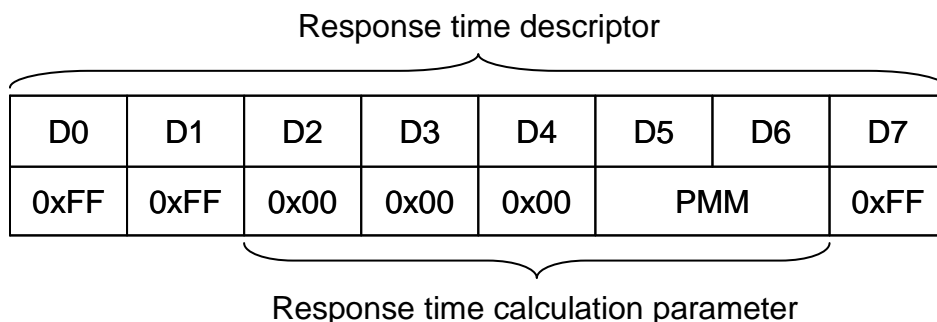 Response time descriptor
D0 D1 D2 D3 D4 D5 D6 D7
0xFF 0xFF 0x00 0x00 0x00 PMM 0xFF
Response time calculation parameter